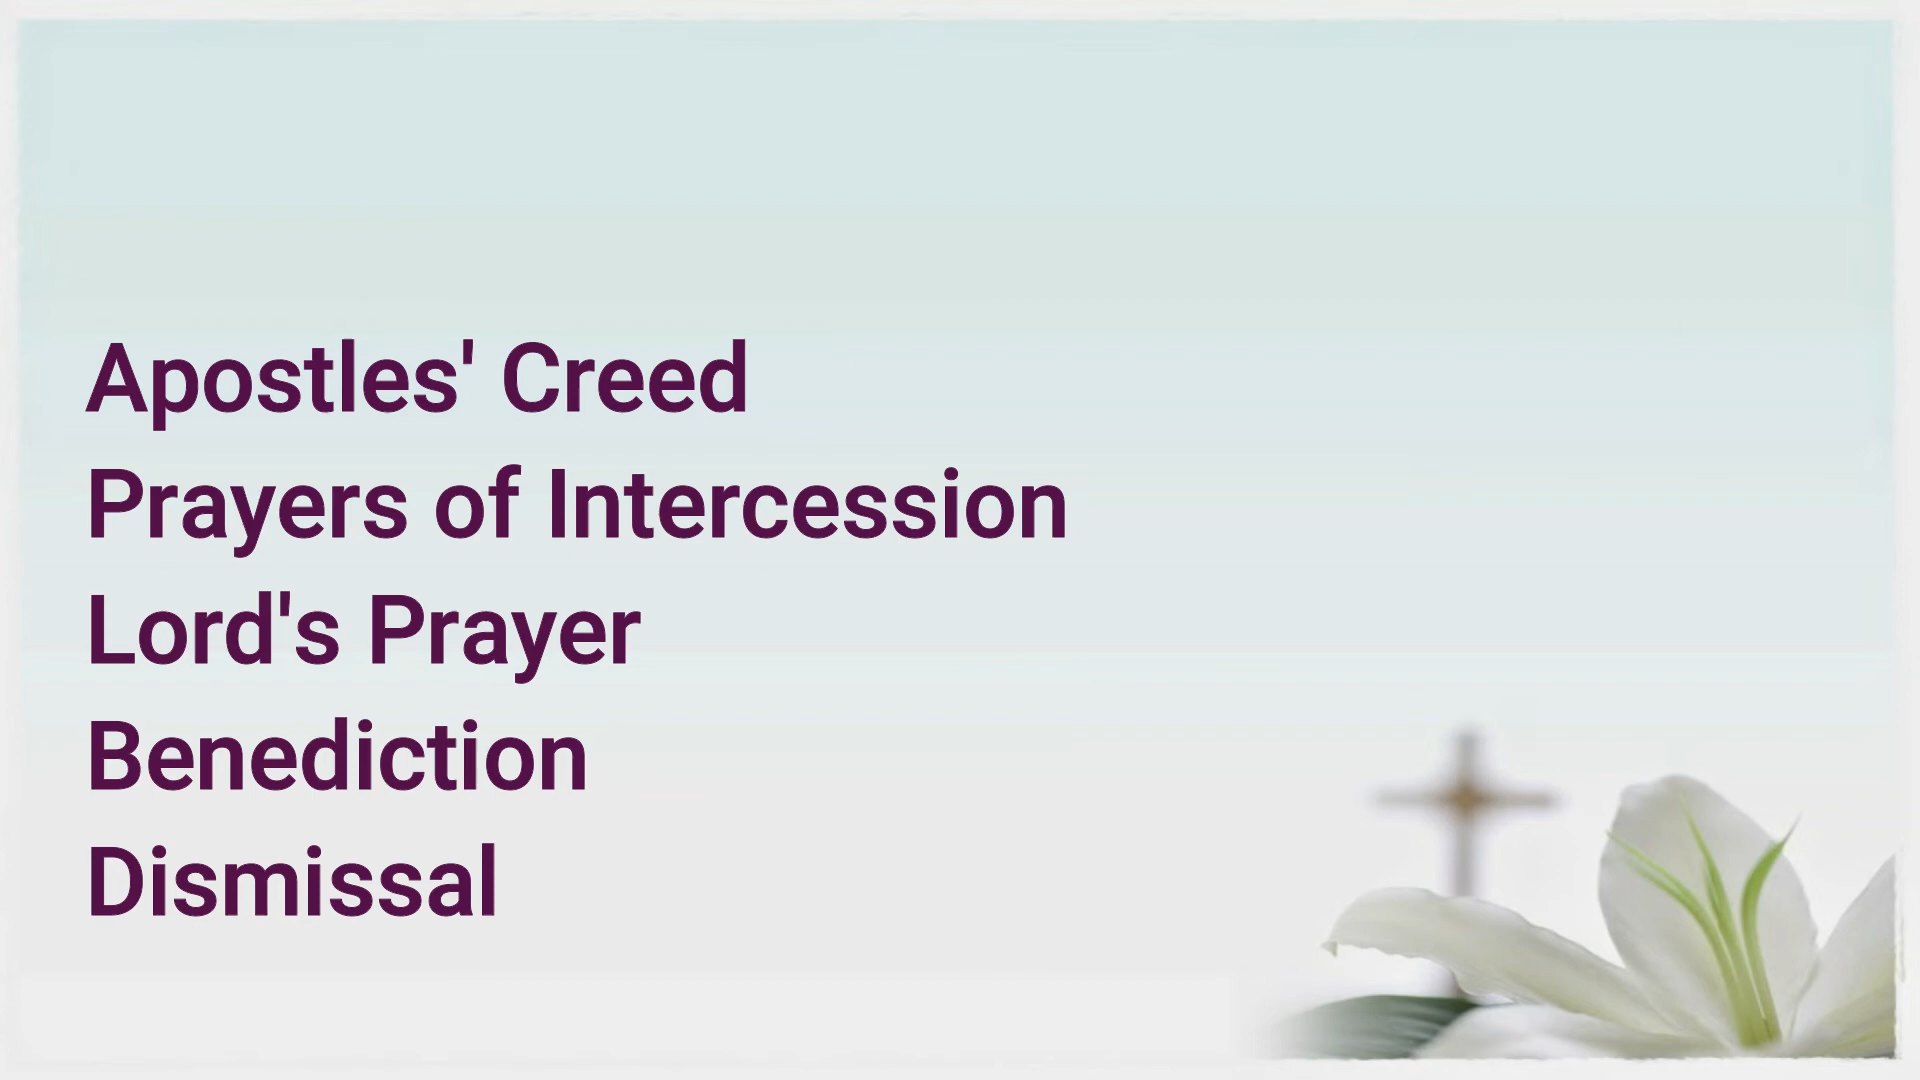 Apostles' Creed
Prayers of Intercession
Lord's Prayer
Benediction
Dismissal